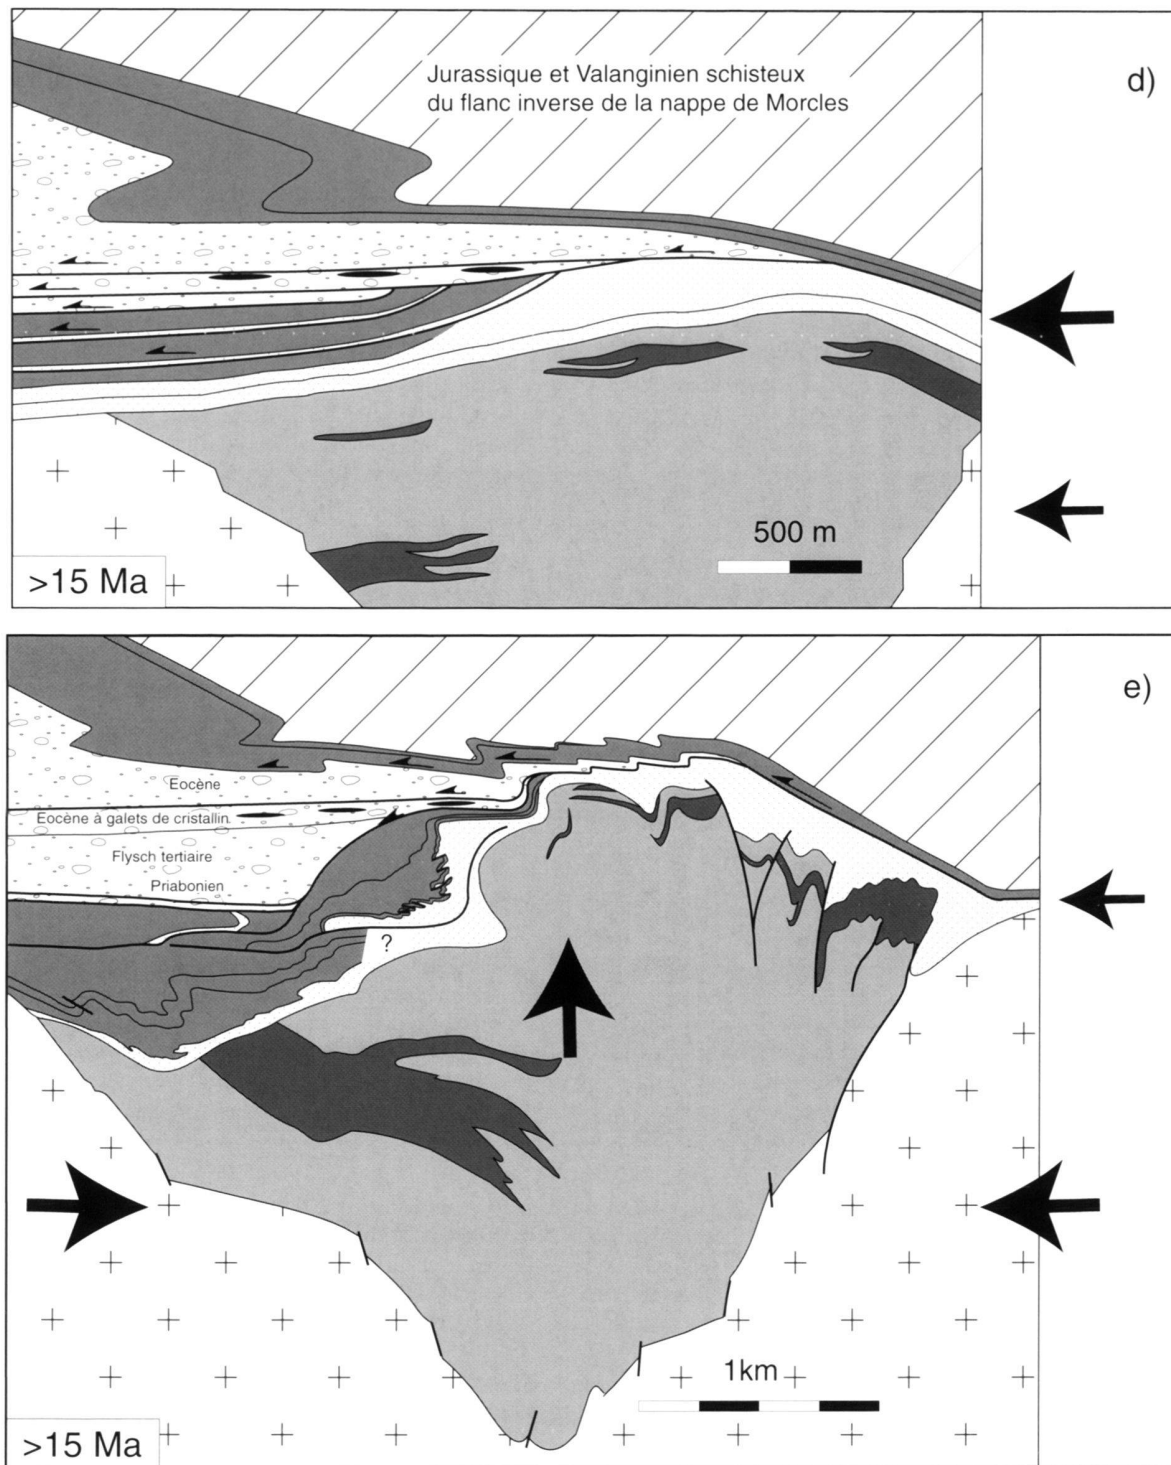 Jurassique et Valanginien schisteux
du flanc inverse de la nappe de Morcles
d)
500 m
>15 Ma
e)
Eocène
Eocène à galets de cristallin
Flysch tertiaire
Priabonien
?
1km
>15 Ma